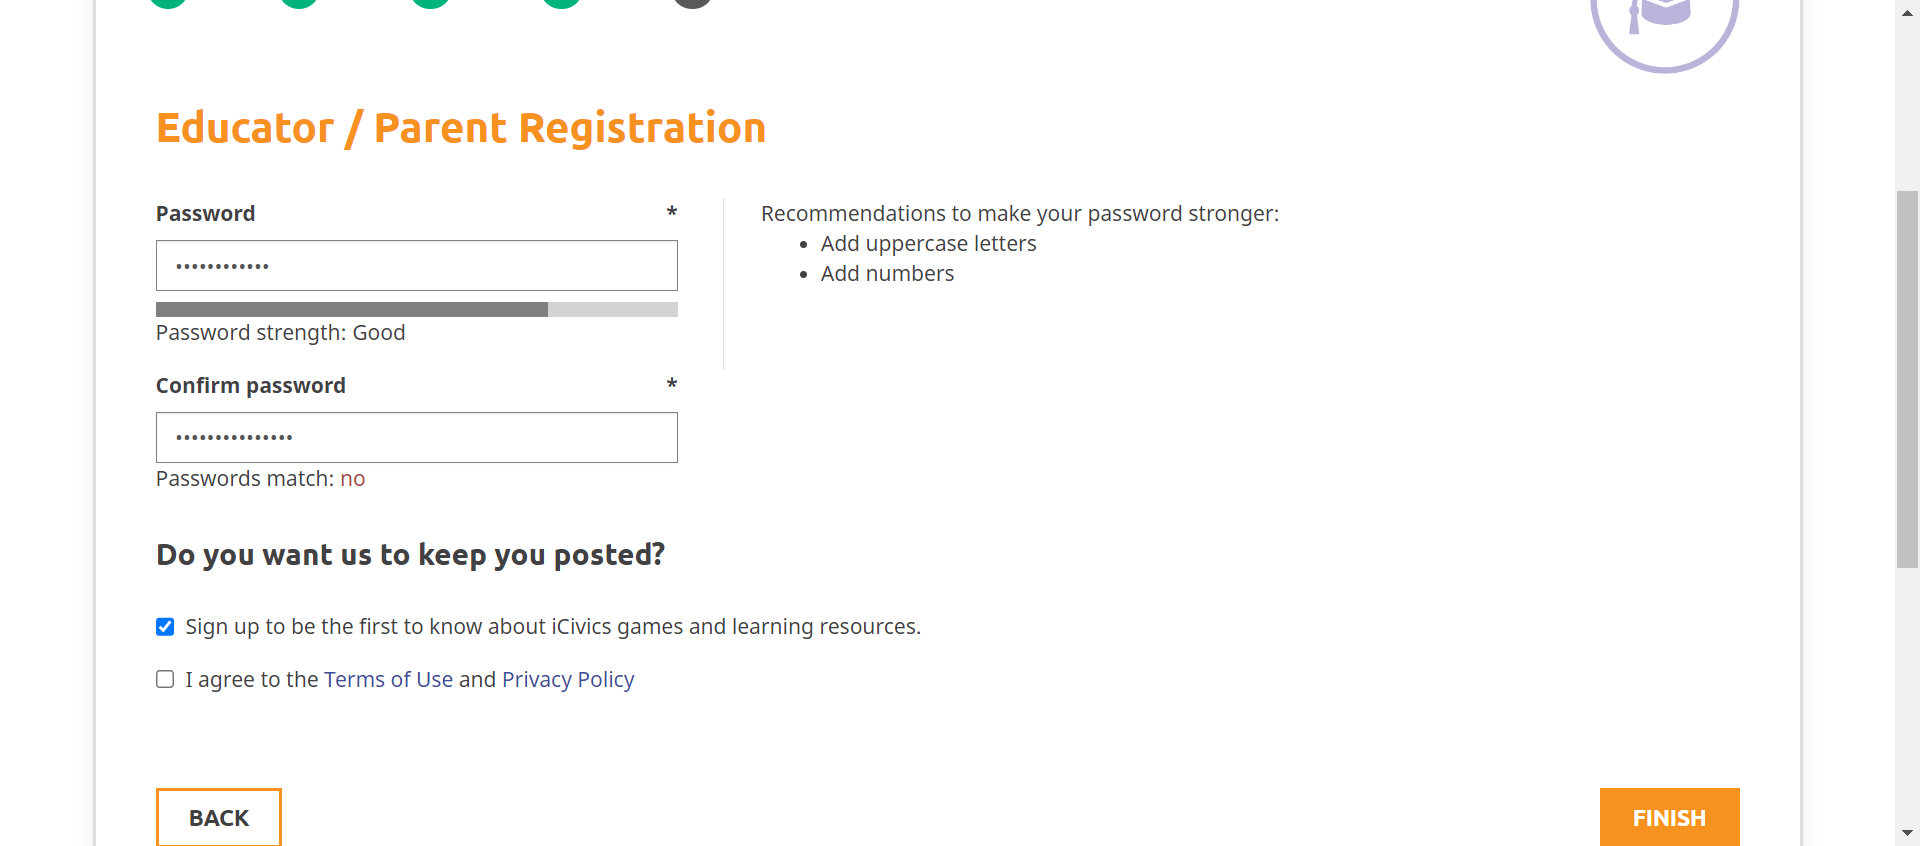 Educator / Parent Registration
Password *
••••••••••••
Password strength: Good
Recommendations to make your password stronger:
• Add uppercase letters
• Add numbers
Confirm password *
•••••••••••••••
Passwords match: no
Do you want us to keep you posted?
Sign up to be the first to know about iCivics games and learning resources.
I agree to the Terms of Use and Privacy Policy
BACK
FINISH